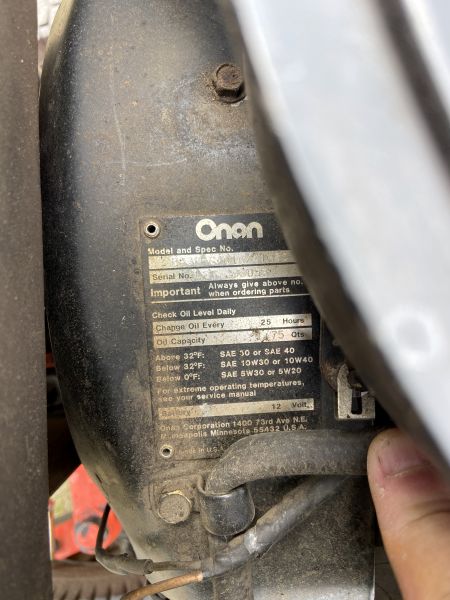 Onan
Model and Spec No.
Serial No.
Important Always give above no.
when ordering parts
Check Oil Level Daily
Change Oil Every 25 Hours
Oil Capacity Qts.
Above 32°F: SAE 30 or SAE 40
Below 32°F: SAE 10W30 or 10W40
Below 0°F: SAE 5W30 or 5W20
For extreme operating temperatures,
see your service manual
Battery 12 Volt
Onan Corporation 1400 73rd Ave N.E.
Minneapolis Minnesota 55432 U.S.A.
Made in U.S.A.